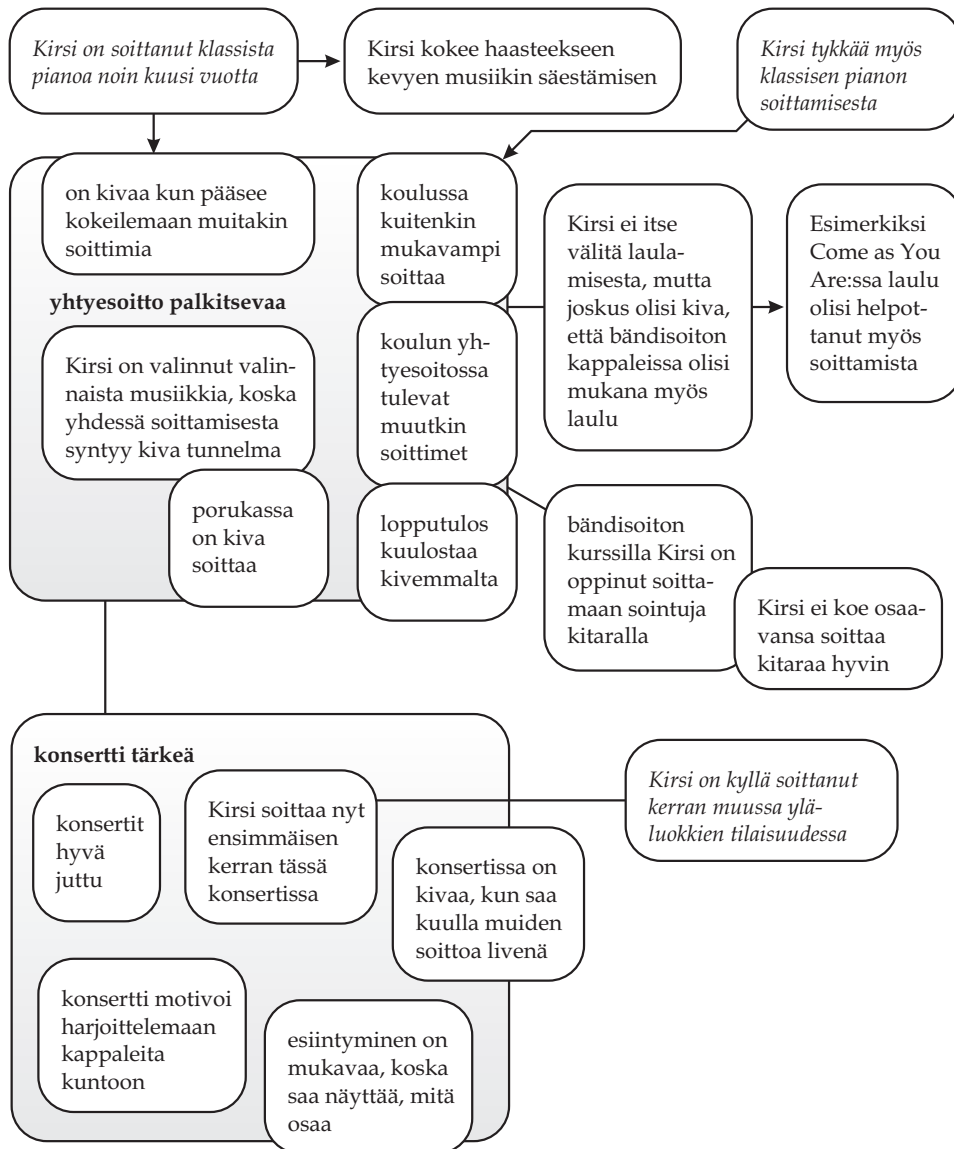 Kirsi on soittanut klassista
pianoa noin kuusi vuotta
Kirsi kokee haasteekseen
kevyen musiikin säestämisen
Kirsi tykkää myös
klassisen pianon
soittamisesta
on kivaa kun pääsee
kokeilemaan muitakin
soittimia
koulussa
kuitenkin
mukavampi
soittaa
Kirsi ei itse
välitä laula-
misesta, mutta
joskus olisi kiva,
että bändisoiton
kappaleissa olisi
mukana myös
laulu
Esimerkiksi
Come as You
Are:ssa laulu
olisi helpot-
tanut myös
soittamista
yhtyesoitto palkitsevaa
Kirsi on valinnut valin-
naista musiikkia, koska
yhdessä soittamisesta
syntyy kiva tunnelma
koulun yh-
tyesoitossa
tulevat
muutkin
soittimet
porukassa
on kiva
soittaa
lopputulos
kuulostaa
kivemmalta
bändisoiton
kurssilla Kirsi on
oppinut soitta-
maan sointuja
kitaralla
Kirsi ei koe osaa-
vansa soittaa
kitaraa hyvin
konsertti tärkeä
konsertit
hyvä
juttu
Kirsi soittaa nyt
ensimmäisen
kerran tässä
konsertissa
Kirsi on kyllä soittanut
kerran muussa ylä-
luokkien tilaisuudessa
konsertissa on
kivaa, kun saa
kuulla muiden
soittoa livenä
konsertti motivoi
harjoittelemaan
kappaleita
kuntoon
esiintyminen on
mukavaa, koska
saa näyttää, mitä
osaa